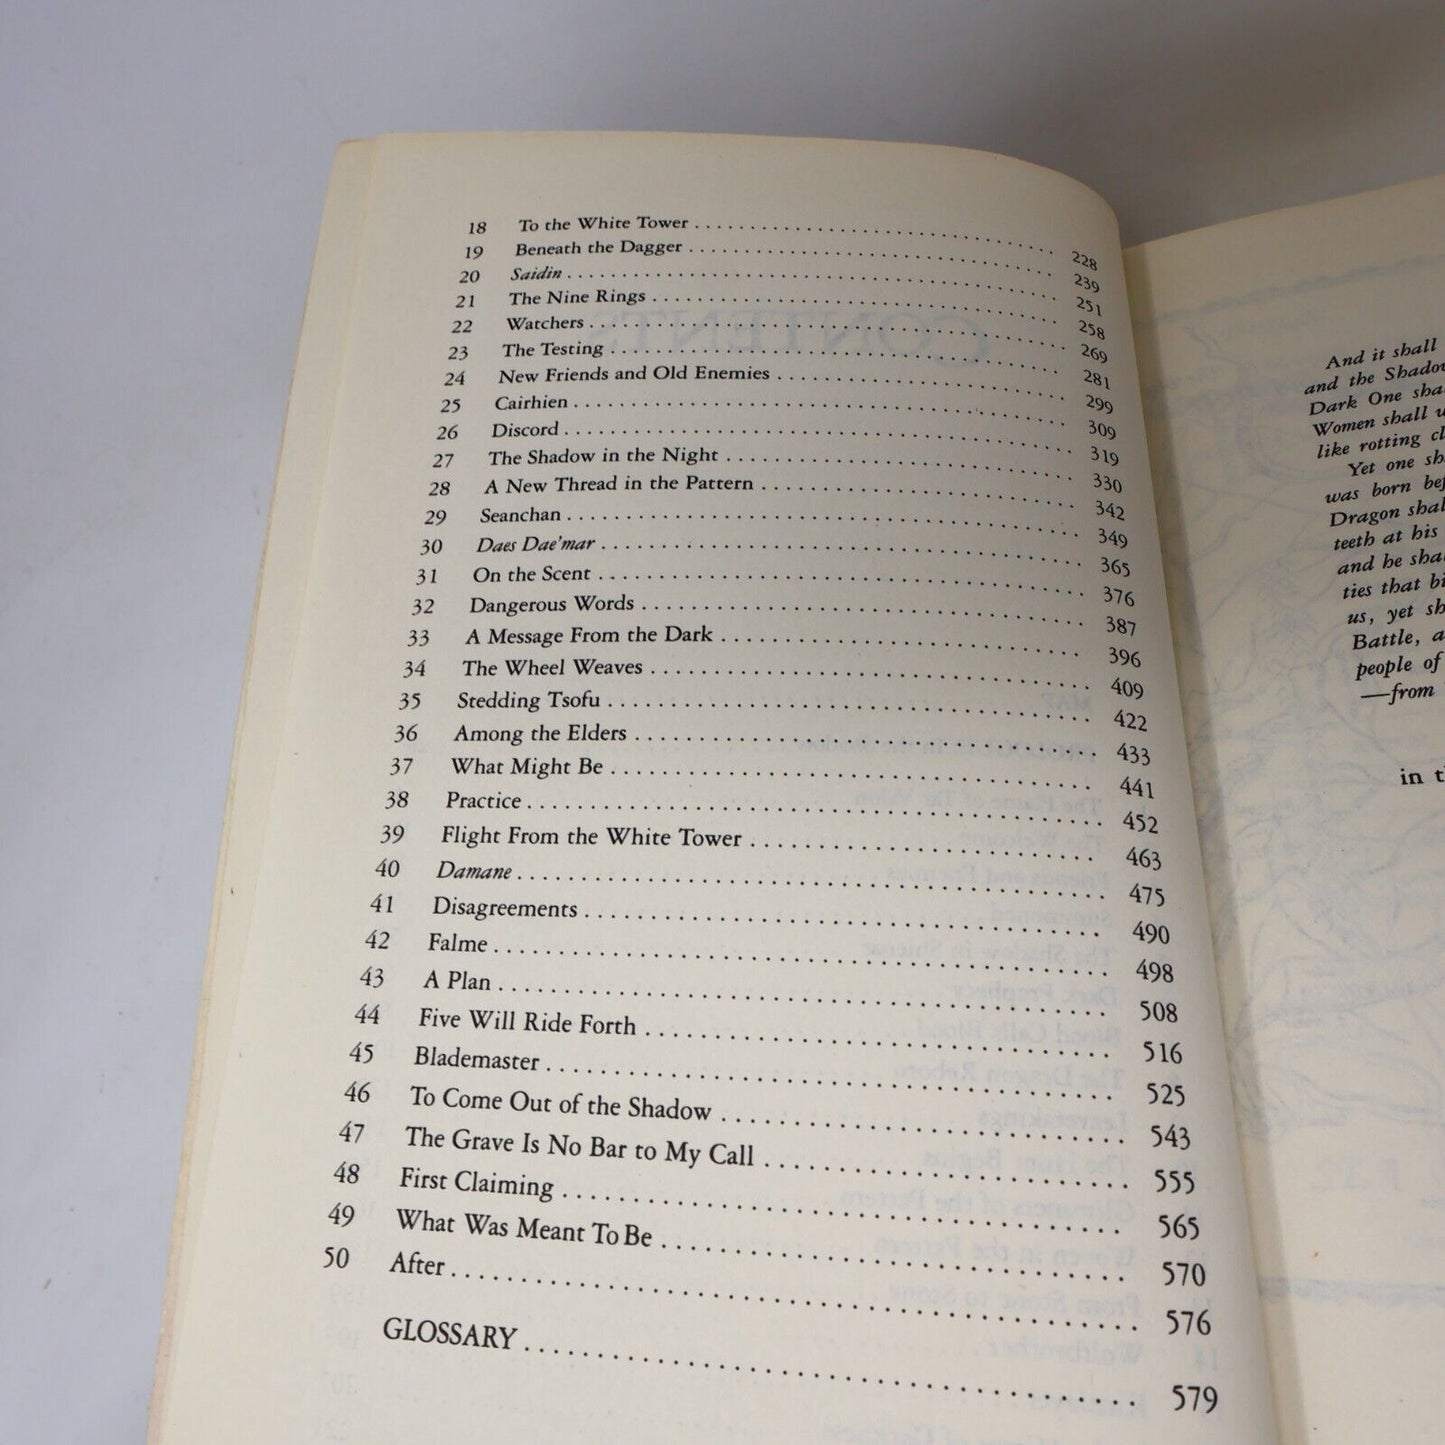 18 To the White Tower 228
19 Beneath the Dagger 239
20 Saidin 251
21 The Nine Rings 258
22 Watchers 269
23 The Testing 281
24 New Friends and Old Enemies 299
25 Cairhien 309
26 Discord 319
27 The Shadow in the Night 330
28 A New Thread in the Pattern 342
29 Seanchan 349
30 Daes Dae'mar 365
31 On the Scent 376
32 Dangerous Words 387
33 A Message From the Dark 396
34 The Wheel Weaves 409
35 Stedding Tsofu 422
36 Among the Elders 433
37 What Might Be 441
38 Practice 452
39 Flight From the White Tower 463
40 Damane 475
41 Disagreements 490
42 Falme 498
43 A Plan 508
44 Five Will Ride Forth 516
45 Blademaster 525
46 To Come Out of the Shadow 543
47 The Grave Is No Bar to My Call 555
48 First Claiming 565
49 What Was Meant To Be 570
50 After 576
GLOSSARY 579
And it shall
and the Shadow
Dark One
Women shall
like rotting
Yet one
was born
Dragon
teeth at his
and he
ties that
us, yet
Battle,
people of
—from
in